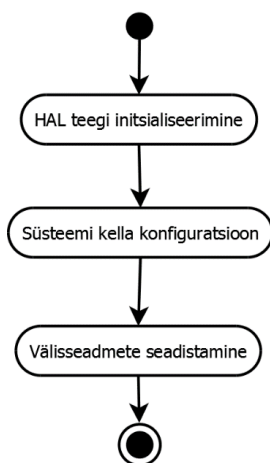 HAL teegi initsialiseerimine
Süsteemi kella konfiguratsioon
Välisseadmete seadistamine